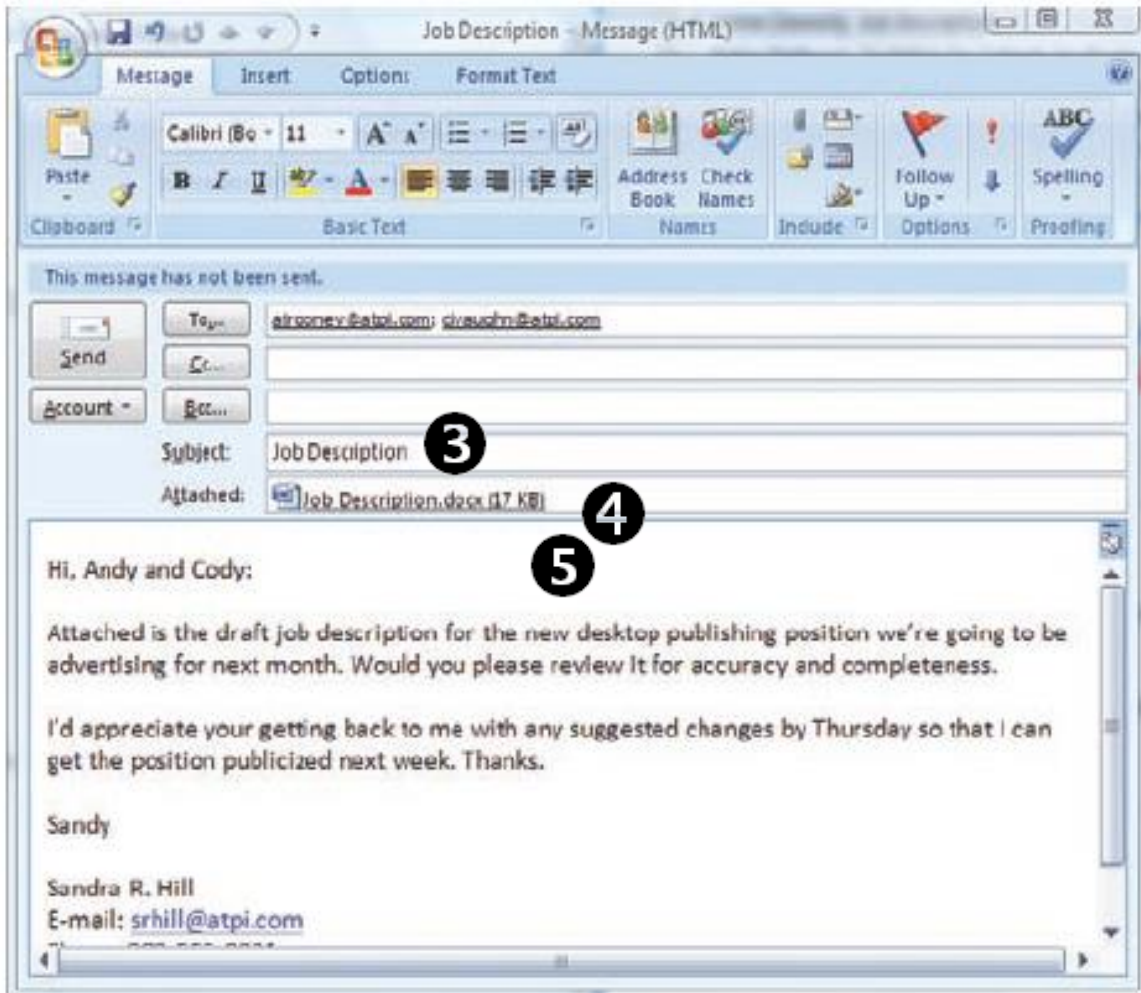 Job Description - Message (HTML)
Message Insert Options Format Text
Calibri (Bo 11 A A ABC
Paste B I U ab A Address Book Check Names Follow Up Spelling
Clipboard Basic Text Names Include Options Proofing
This message has not been sent.
To...
Send Cc...
Account Bcc...
Subject: Job Description 3
Attached: Job Description.docx (17 KB) 4
5
Hi, Andy and Cody:
Attached is the draft job description for the new desktop publishing position we're going to be
advertising for next month. Would you please review it for accuracy and completeness.
I'd appreciate your getting back to me with any suggested changes by Thursday so that I can
get the position publicized next week. Thanks.
Sandy
Sandra R. Hill
E-mail: srhill@atpi.com